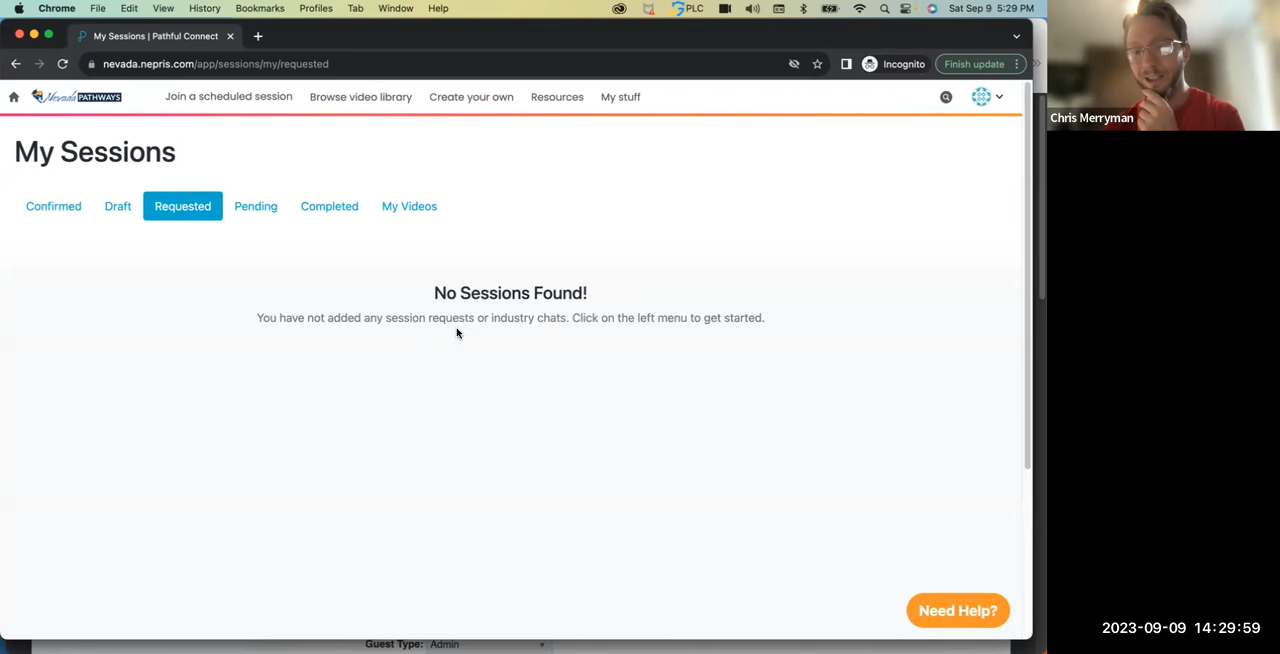 Chrome File Edit View History Bookmarks Profiles Tab Window Help PLC Sat Sep 9 5:29 PM
My Sessions | Pathful Connect
nevada.nepris.com/app/sessions/my/requested Incognito Finish update
Nevada PATHWAYS Join a scheduled session Browse video library Create your own Resources My stuff
Chris Merryman
My Sessions
Confirmed Draft Requested Pending Completed My Videos
No Sessions Found!
You have not added any session requests or industry chats. Click on the left menu to get started.
Need Help?
Guest Type: Admin
2023-09-09 14:29:59